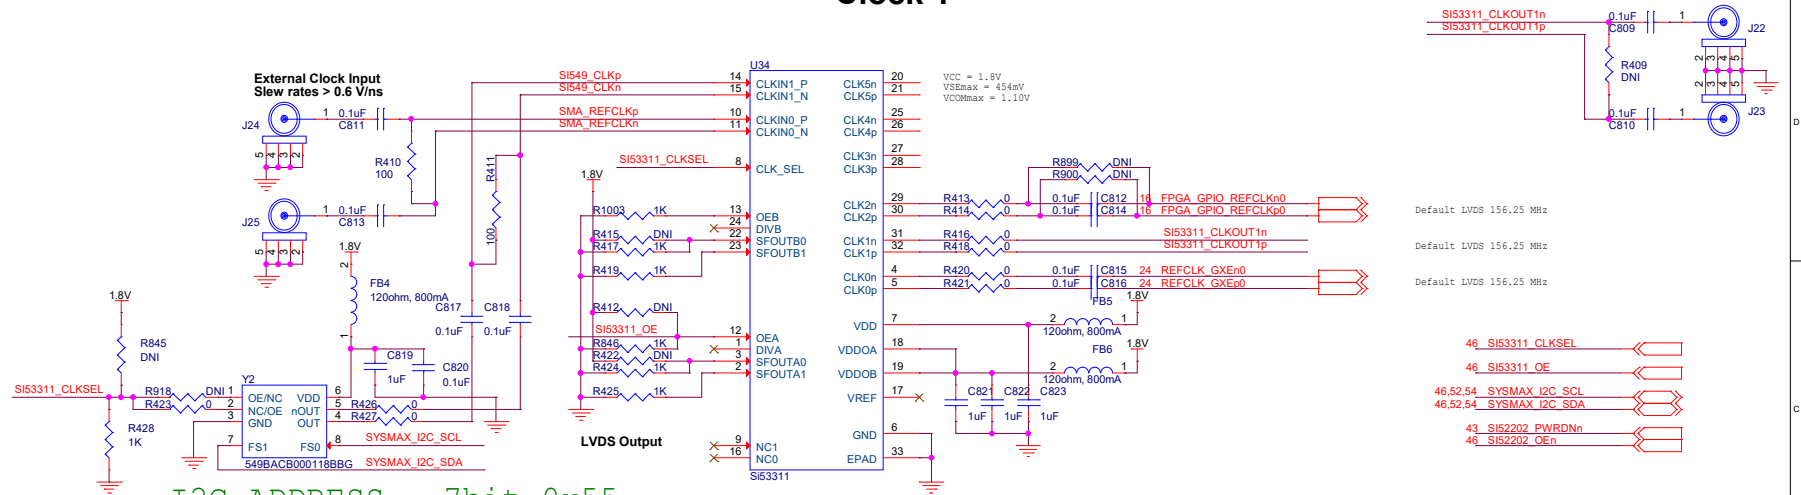 SI53311_CLKOUT1n
SI53311_CLKOUT1p
0.1uF
C809
1
J22
R409
DNI
2 3 4 5
2 3 4 5
0.1uF
C810
1
J23
D
C
External Clock Input
Slew rates > 0.6 V/ns
J24
1
0.1uF
C811
5 4 3 2
R410
100
J25
1
0.1uF
C813
5 4 3 2
SI549_CLKp
SI549_CLKn
SMA_REFCLKp
SMA_REFCLKn
SI53311_CLKSEL
R411
100
1.8V
2
FB4
120ohm, 800mA
1
C817
0.1uF
C818
0.1uF
C819
1uF
C820
0.1uF
1.8V
R845
DNI
SI53311_CLKSEL
R918 DNI
R423 0
R428
1K
Y2
1 OE/NC VDD 6
2 NC/OE nOUT 5
3 GND OUT 4
7 FS1 FS0 8
549BACB000118BBG
R426 0
R427 0
SYSMAX_I2C_SCL
SYSMAX_I2C_SDA
I2C ADDRESS 7bit 0x55
1.8V
R1003 1K
R415 DNI
R417 1K
R419 1K
R412 DNI
SI53311_OE
R846 1K
R422 DNI
R424 1K
R425 1K
LVDS Output
U34
14 CLKIN1_P
15 CLKIN1_N
10 CLKIN0_P
11 CLKIN0_N
8 CLK_SEL
13 OEB
24 DIVB
22 SFOUTB0
23 SFOUTB1
12 OEA
1 DIVA
3 SFOUTA0
2 SFOUTA1
9 NC1
16 NC0
Si53311
CLK5n 20
CLK5p 21
CLK4n 25
CLK4p 26
CLK3n 27
CLK3p 28
CLK2n 29
CLK2p 30
CLK1n 31
CLK1p 32
CLK0n 4
CLK0p 5
VDD 7
VDDOA 18
VDDOB 19
VREF 17
GND 6
EPAD 33
VCC = 1.8V
VSEmax = 454mV
VCOMmax = 1.10V
R899 DNI
R900 DNI
R413 0 0.1uF C812 16 FPGA_GPIO_REFCLKn0
R414 0 0.1uF C814 16 FPGA_GPIO_REFCLKp0
Default LVDS 156.25 MHz
R416 0 SI53311_CLKOUT1n
R418 0 SI53311_CLKOUT1p
Default LVDS 156.25 MHz
R420 0 0.1uF C815 24 REFCLK_GXEn0
R421 0 0.1uF C816 24 REFCLK_GXEp0
Default LVDS 156.25 MHz
FB5
1.8V
2 1
120ohm, 800mA
FB6
1.8V
2 1
120ohm, 800mA
C821
1uF
C822
1uF
C823
1uF
46 SI53311_CLKSEL
46 SI53311_OE
46,52,54 SYSMAX_I2C_SCL
46,52,54 SYSMAX_I2C_SDA
43 SI52202_PWRDNn
46 SI52202_OEn